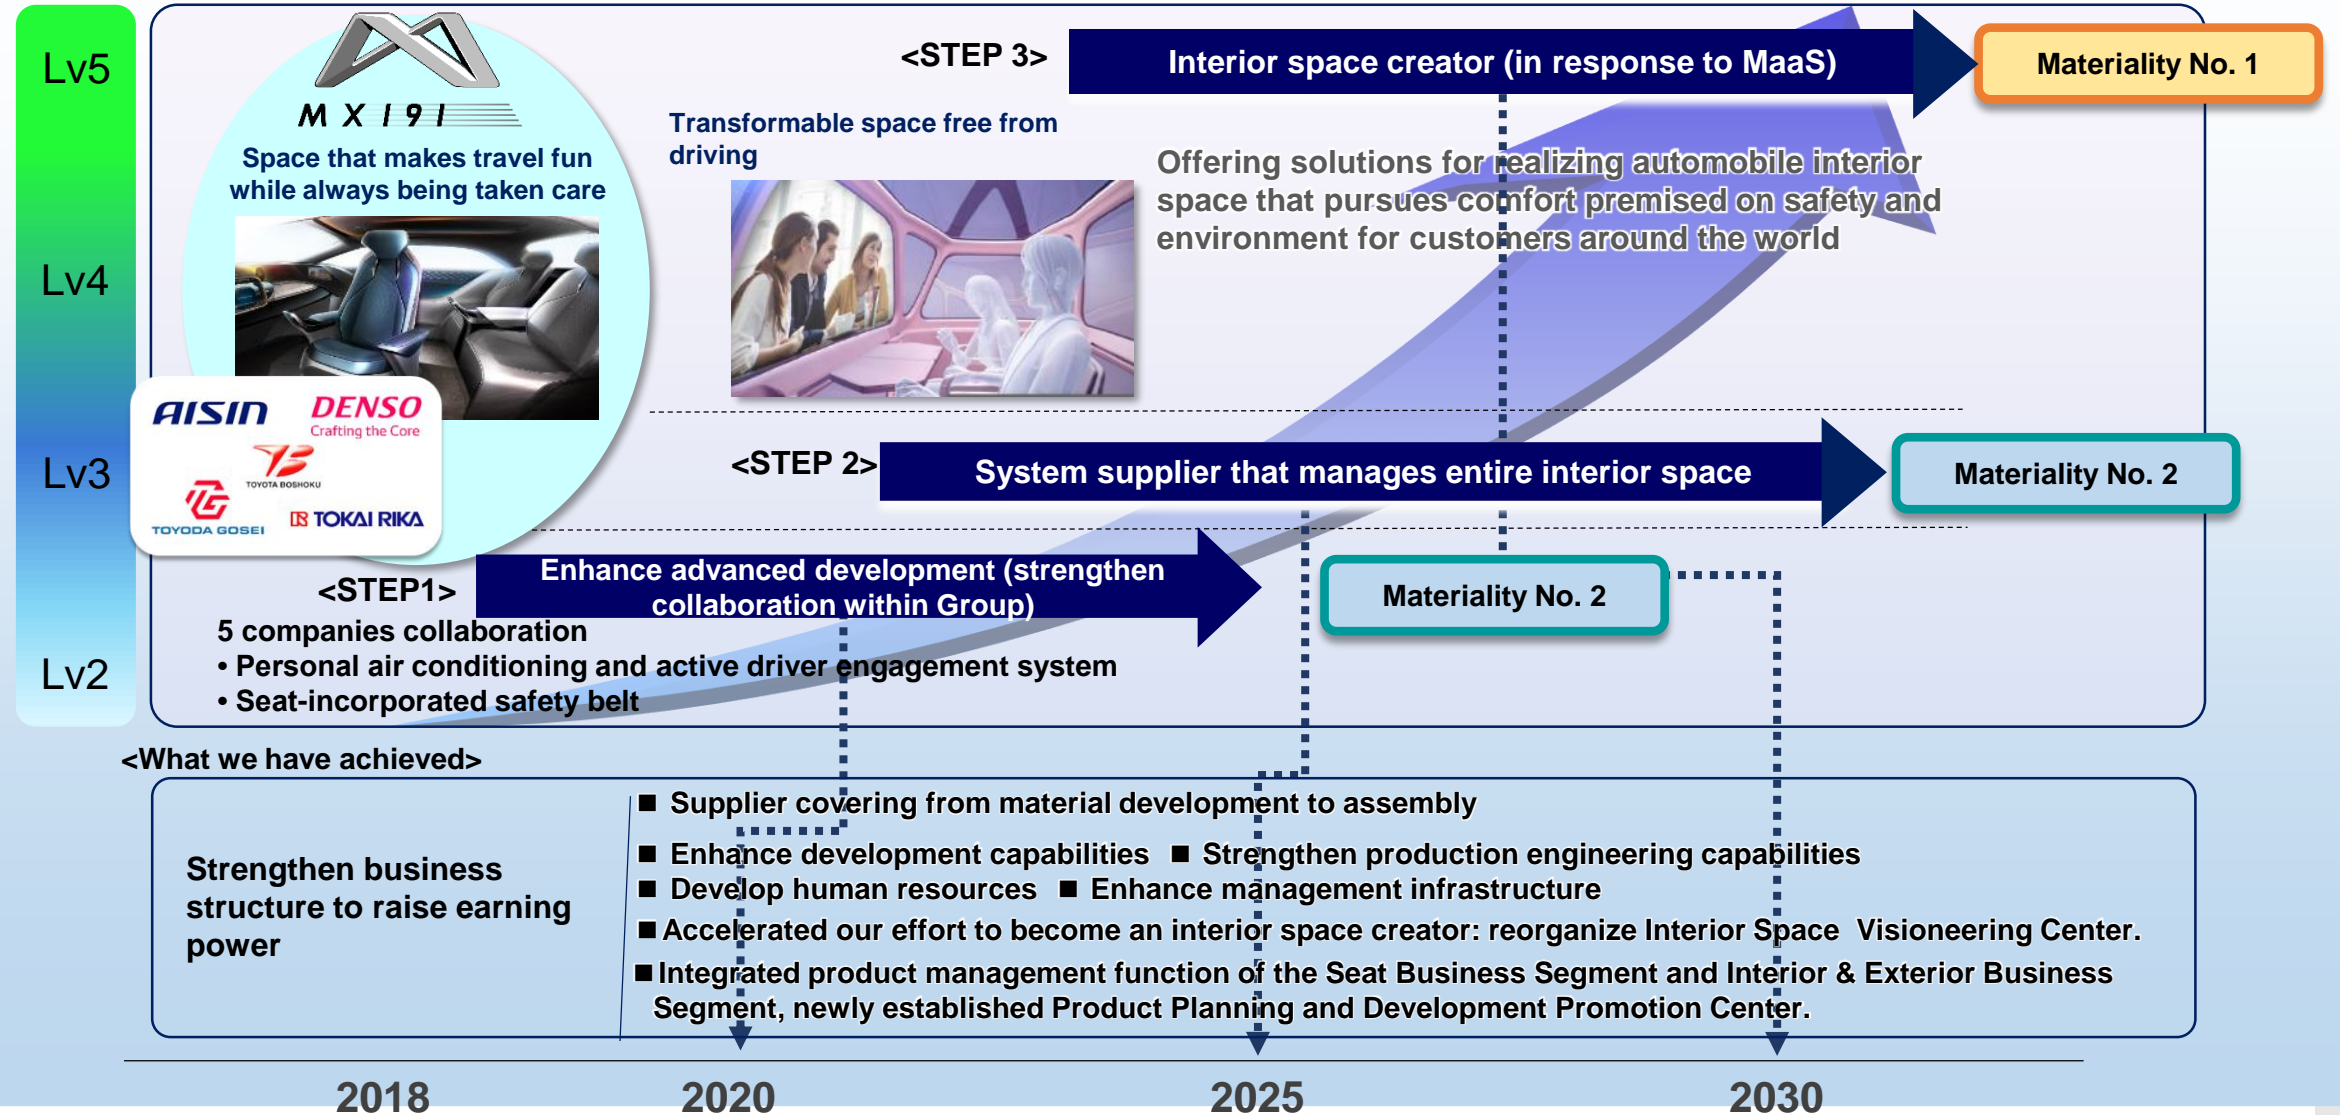 Lv5
Lv4
Lv3
Lv2
MX191
Space that makes travel fun
while always being taken care
AISIN
DENSO
Crafting the Core
TOYOTA BOSHOKU
TOYODA GOSEI
TOKAI RIKA
<STEP 3>
Interior space creator (in response to MaaS)
Materiality No. 1
Transformable space free from
driving
Offering solutions for realizing automobile interior
space that pursues comfort premised on safety and
environment for customers around the world
<STEP 2>
System supplier that manages entire interior space
Materiality No. 2
<STEP1>
Enhance advanced development (strengthen
collaboration within Group)
Materiality No. 2
5 companies collaboration
• Personal air conditioning and active driver engagement system
• Seat-incorporated safety belt
<What we have achieved>
Strengthen business
structure to raise earning
power
■ Supplier covering from material development to assembly
■ Enhance development capabilities ■ Strengthen production engineering capabilities
■ Develop human resources ■ Enhance management infrastructure
■ Accelerated our effort to become an interior space creator: reorganize Interior Space Visioneering Center.
■ Integrated product management function of the Seat Business Segment and Interior & Exterior Business
Segment, newly established Product Planning and Development Promotion Center.
2018
2020
2025
2030